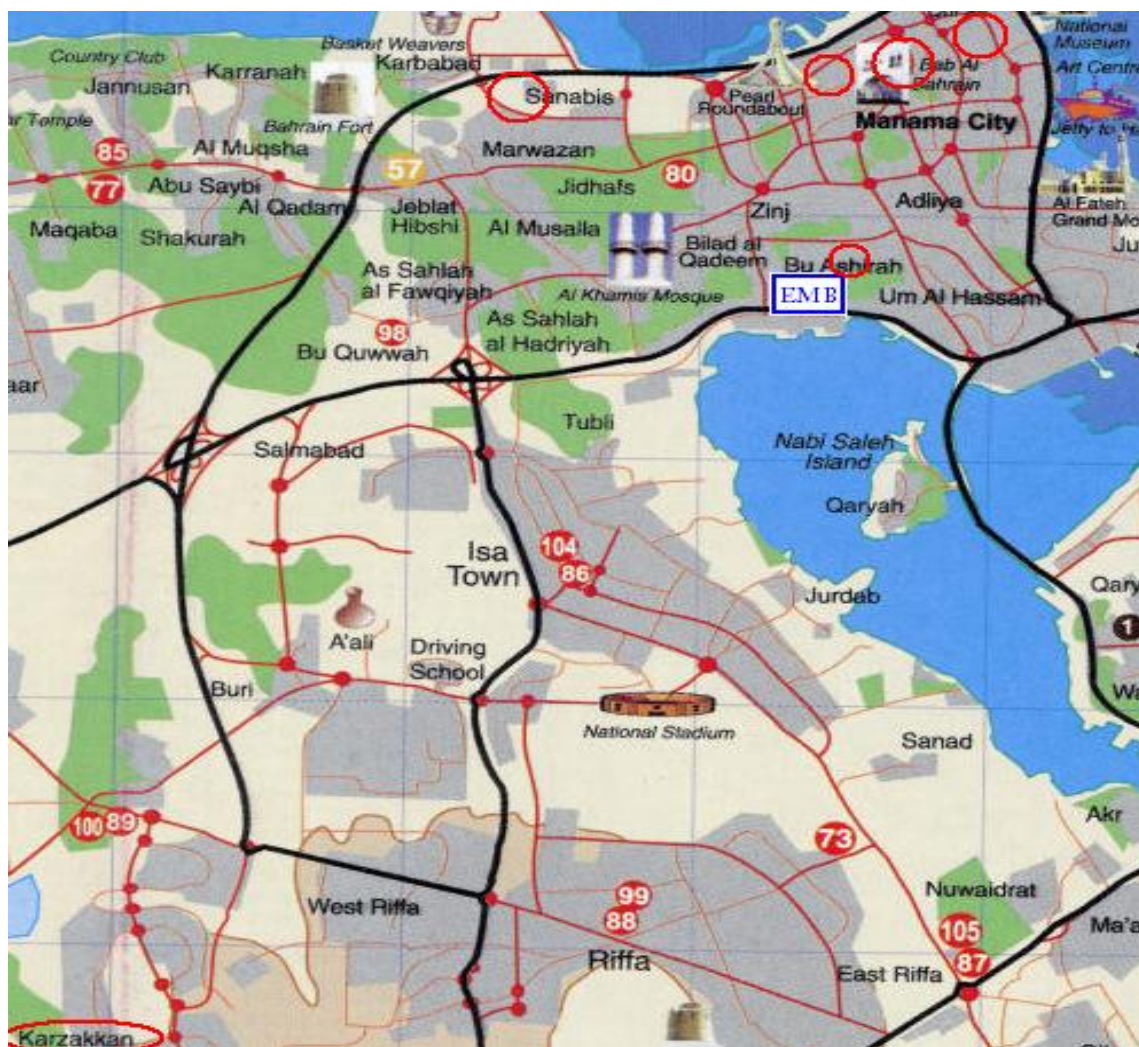 National
Museum
Country Club
Basket Weavers
Karbabad
Art Centre
Jannusan
Karranah
Bab Al
Bahrain
Sanabis
Pearl
Roundabout
Temple
Bahrain Fort
Manama City
Jetty to
85
Al Muqsha
Marwazan
57
80
77
Abu Saybi
Jidhafs
Al Qadam
Jeblat
Hibshi
Zinj
Adliya
Al Fateh
Grand
Maqaba
Shakurah
Al Musalla
Bilad al
Qadeem
Bu Ashirah
As Sahlah
al Fawqiyah
Al Khamis Mosque
EMB
Um Al Hassam
As Sahlah
al Hadriyah
98
Bu Quwwah
Tubli
Salmabad
Nabi Saleh
Island
Qaryah
Isa
Town
104
86
Jurdab
A'ali
Driving
School
Buri
National Stadium
Sanad
Akr
100
89
73
Nuwaidrat
West Riffa
99
88
105
Riffa
East Riffa
87
Karzakkan